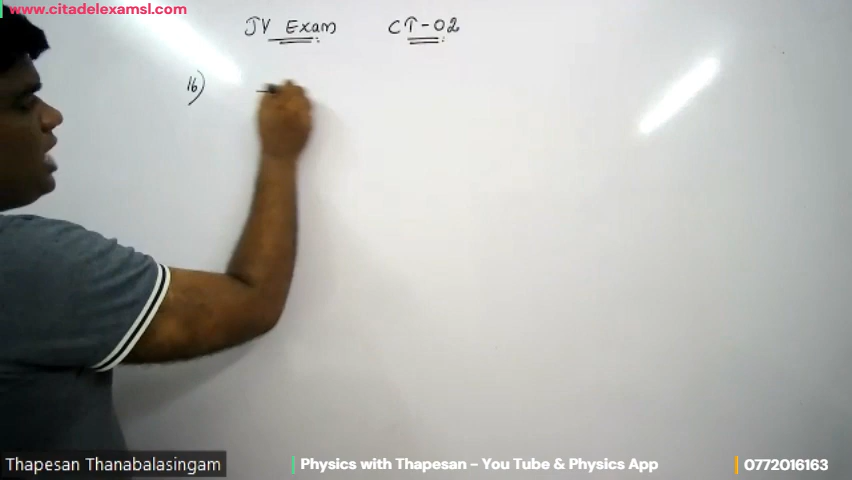 www.citadelexamsl.com
JV Exam CT-02
16)
Thapesan Thanabalasingam
Physics with Thapesan - You Tube & Physics App
0772016163